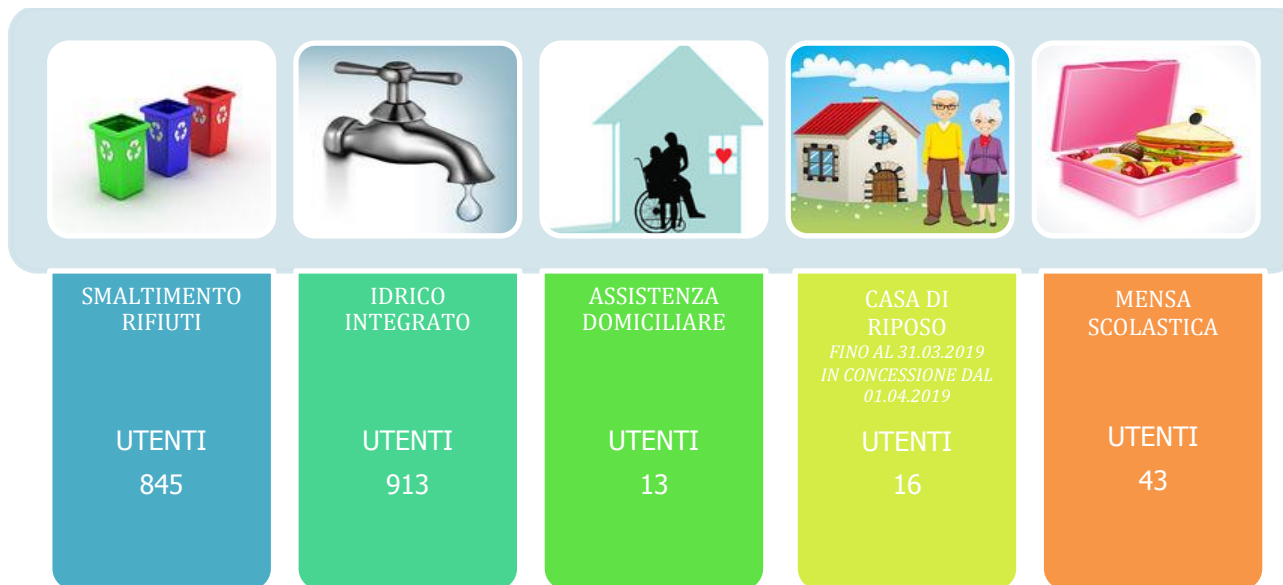 SMALTIMENTO
RIFIUTI
UTENTI
845
IDRICO
INTEGRATO
UTENTI
913
ASSISTENZA
DOMICILIARE
UTENTI
13
CASA DI
RIPOSO
FINO AL 31.03.2019
IN CONCESSIONE DAL
01.04.2019
UTENTI
16
MENSA
SCOLASTICA
UTENTI
43